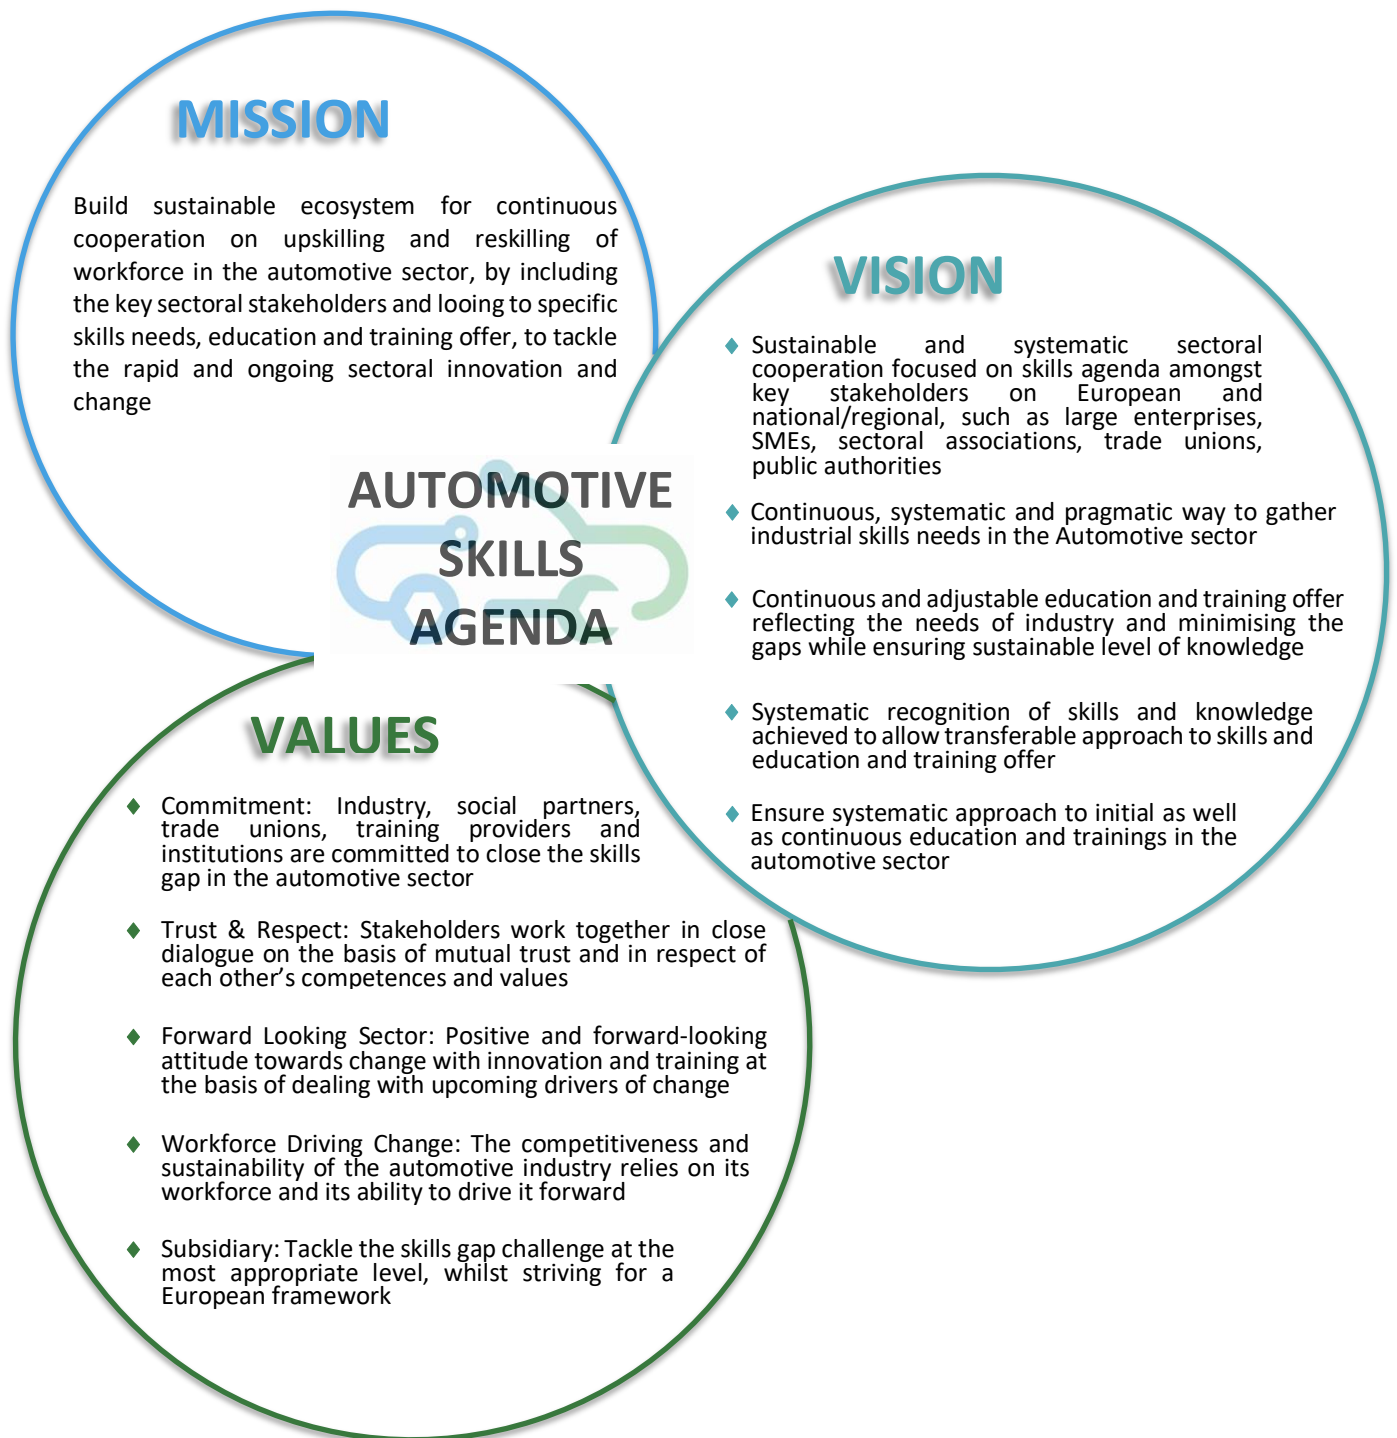 MISSION
Build sustainable ecosystem for continuous
cooperation on upskilling and reskilling of
workforce in the automotive sector, by including
the key sectoral stakeholders and looing to specific
skills needs, education and training offer, to tackle
the rapid and ongoing sectoral innovation and
change
VISION
♦ Sustainable and systematic sectoral
cooperation focused on skills agenda amongst
key stakeholders on European and
national/regional, such as large enterprises,
SMEs, sectoral associations, trade unions,
public authorities
♦ Continuous, systematic and pragmatic way to gather
industrial skills needs in the Automotive sector
♦ Continuous and adjustable education and training offer
reflecting the needs of industry and minimising the
gaps while ensuring sustainable level of knowledge
♦ Systematic recognition of skills and knowledge
achieved to allow transferable approach to skills and
education and training offer
♦ Ensure systematic approach to initial as well
as continuous education and trainings in the
automotive sector
AUTOMOTIVE
SKILLS
AGENDA
VALUES
♦ Commitment: Industry, social partners,
trade unions, training providers and
institutions are committed to close the skills
gap in the automotive sector
♦ Trust & Respect: Stakeholders work together in close
dialogue on the basis of mutual trust and in respect of
each other’s competences and values
♦ Forward Looking Sector: Positive and forward-looking
attitude towards change with innovation and training at
the basis of dealing with upcoming drivers of change
♦ Workforce Driving Change: The competitiveness and
sustainability of the automotive industry relies on its
workforce and its ability to drive it forward
♦ Subsidiary: Tackle the skills gap challenge at the
most appropriate level, whilst striving for a
European framework